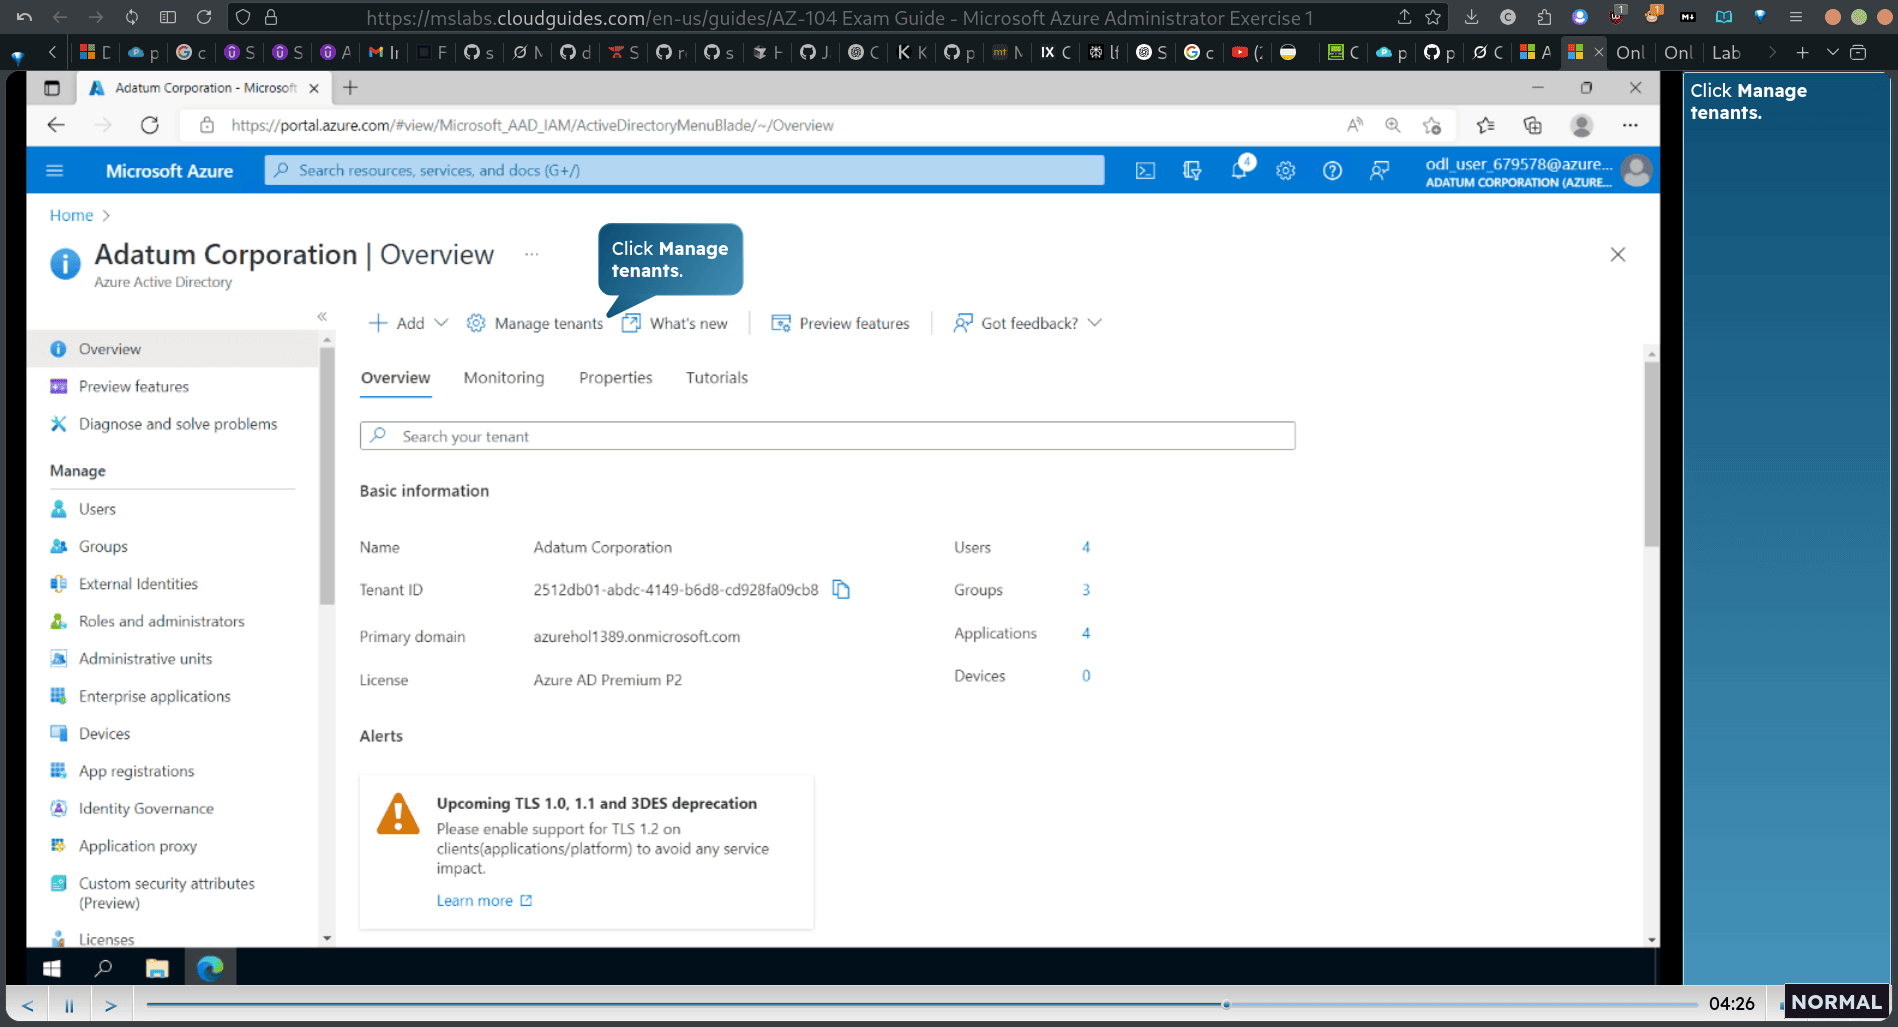 https://mslabs.cloudguides.com/en-us/guides/AZ-104 Exam Guide - Microsoft Azure Administrator Exercise 1
Onl
Onl
Lab
Adatum Corporation - Microsoft
https://portal.azure.com/#view/Microsoft_AAD_IAM/ActiveDirectoryMenuBlade/~/Overview
Microsoft Azure
Search resources, services, and docs (G+/)
4
odl_user_679578@azure...
ADATUM CORPORATION (AZURE...
Home
Adatum Corporation | Overview
...
Azure Active Directory
Click Manage
tenants.
Click Manage
tenants.
Add
Manage tenants
What's new
Preview features
Got feedback?
Overview
Preview features
Diagnose and solve problems
Manage
Users
Groups
External Identities
Roles and administrators
Administrative units
Enterprise applications
Devices
App registrations
Identity Governance
Application proxy
Custom security attributes
(Preview)
Licenses
Overview
Monitoring
Properties
Tutorials
Search your tenant
Basic information
Name
Adatum Corporation
Users
4
Tenant ID
2512db01-abdc-4149-b6d8-cd928fa09cb8
Groups
3
Primary domain
azurehol1389.onmicrosoft.com
Applications
4
License
Azure AD Premium P2
Devices
0
Alerts
Upcoming TLS 1.0, 1.1 and 3DES deprecation
Please enable support for TLS 1.2 on
clients(applications/platform) to avoid any service
impact.
Learn more
04:26
NORMAL